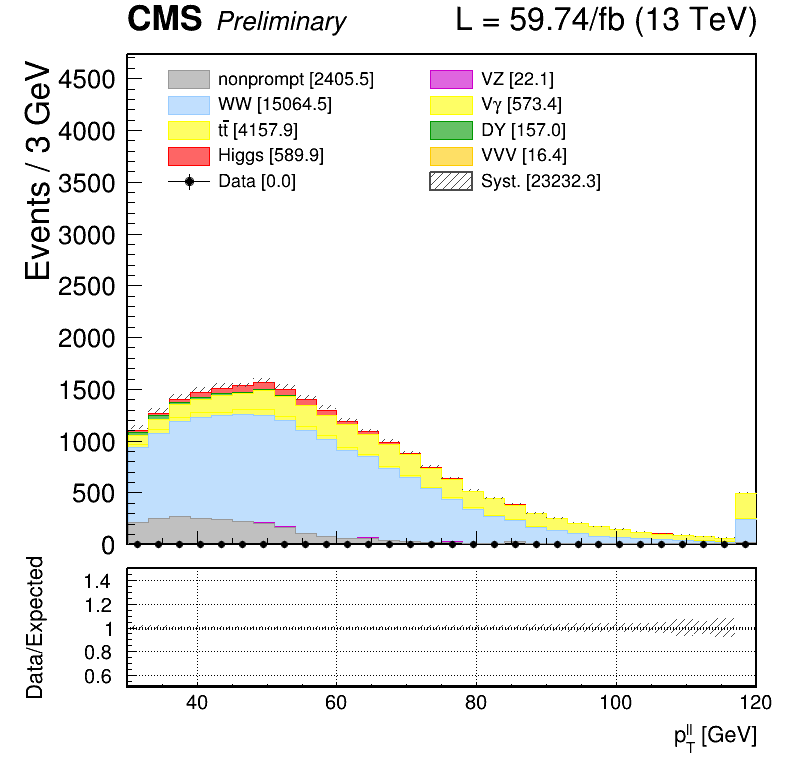 CMS Preliminary L = 59.74/fb (13 TeV)
Events / 3 GeV
4500
4000
3500
3000
2500
2000
1500
1000
500
0
nonprompt [2405.5] VZ [22.1]
WW [15064.5] Vγ [573.4]
tt̄ [4157.9] DY [157.0]
Higgs [589.9] VVV [16.4]
Data [0.0] Syst. [23232.3]
Data/Expected
1.4
1.2
1
0.8
0.6
40 60 80 100 120
p_T^ll [GeV]